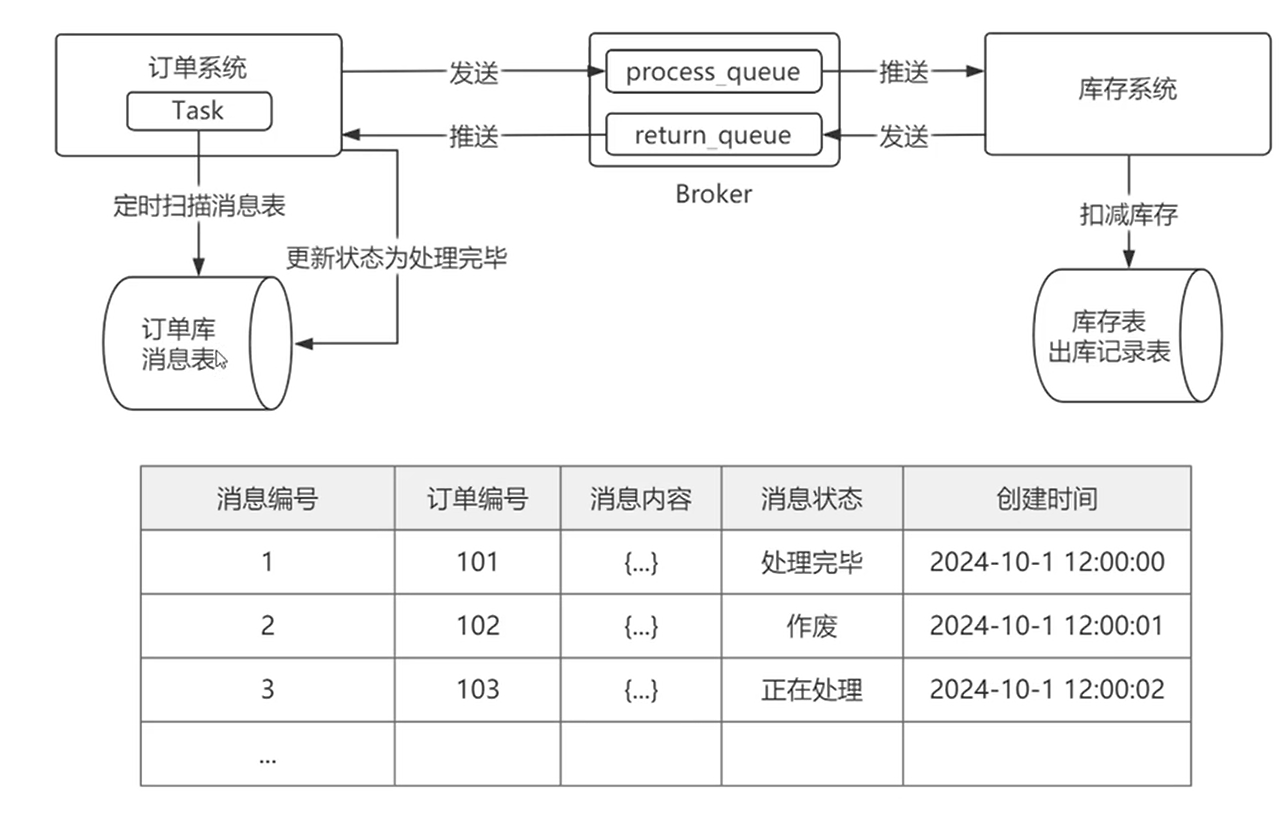 订单系统
Task
发送
process_queue
推送
库存系统
推送
return_queue
发送
Broker
定时扫描消息表
更新状态为处理完毕
扣减库存
订单库
消息表
库存表
出库记录表
消息编号 订单编号 消息内容 消息状态 创建时间
1 101 {...} 处理完毕 2024-10-1 12:00:00
2 102 {...} 作废 2024-10-1 12:00:01
3 103 {...} 正在处理 2024-10-1 12:00:02
...